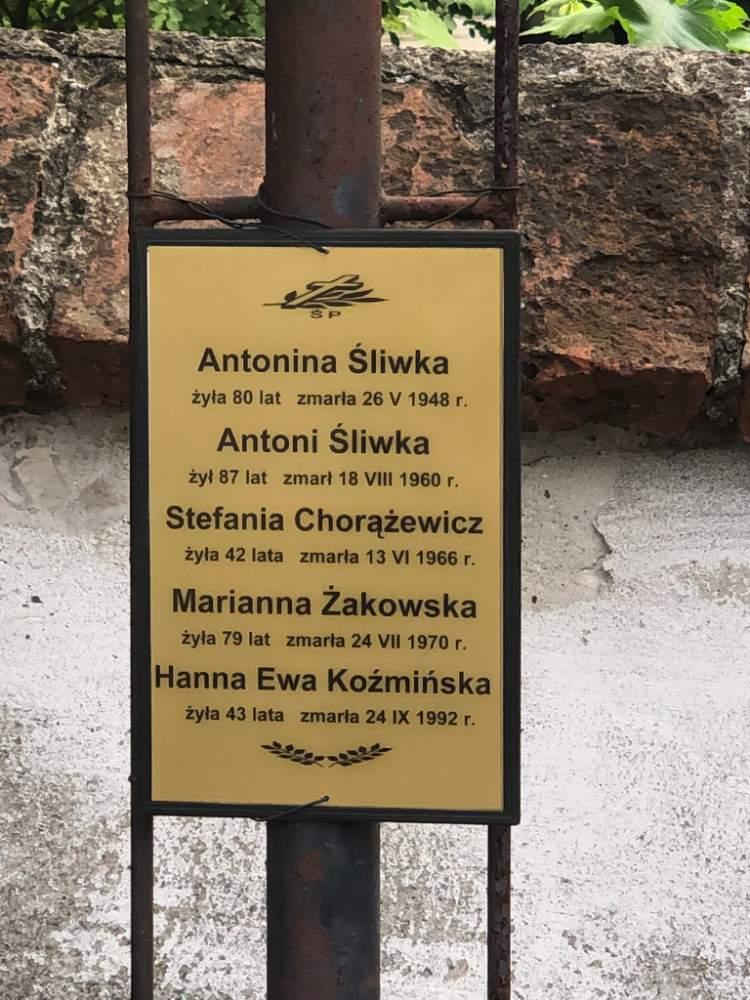 ŚP
Antonina Śliwka
żyła 80 lat zmarła 26 V 1948 r.
Antoni Śliwka
żył 87 lat zmarł 18 VIII 1960 r.
Stefania Chorążewicz
żyła 42 lata zmarła 13 VI 1966 r.
Marianna Żakowska
żyła 79 lat zmarła 24 VII 1970 r.
Hanna Ewa Koźmińska
żyła 43 lata zmarła 24 IX 1992 r.